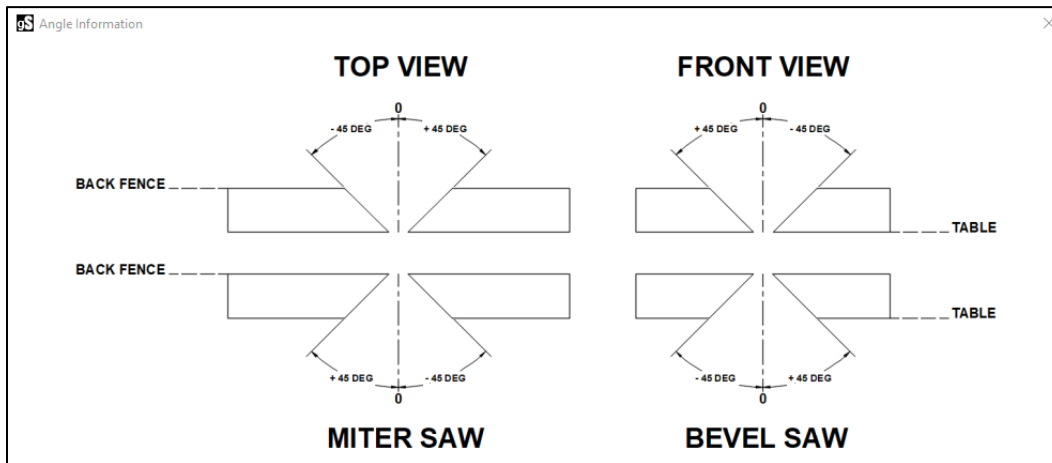 gS Angle Information
TOP VIEW FRONT VIEW
0 0
- 45 DEG + 45 DEG + 45 DEG - 45 DEG
BACK FENCE
TABLE
BACK FENCE
TABLE
+ 45 DEG - 45 DEG - 45 DEG + 45 DEG
0 0
MITER SAW BEVEL SAW